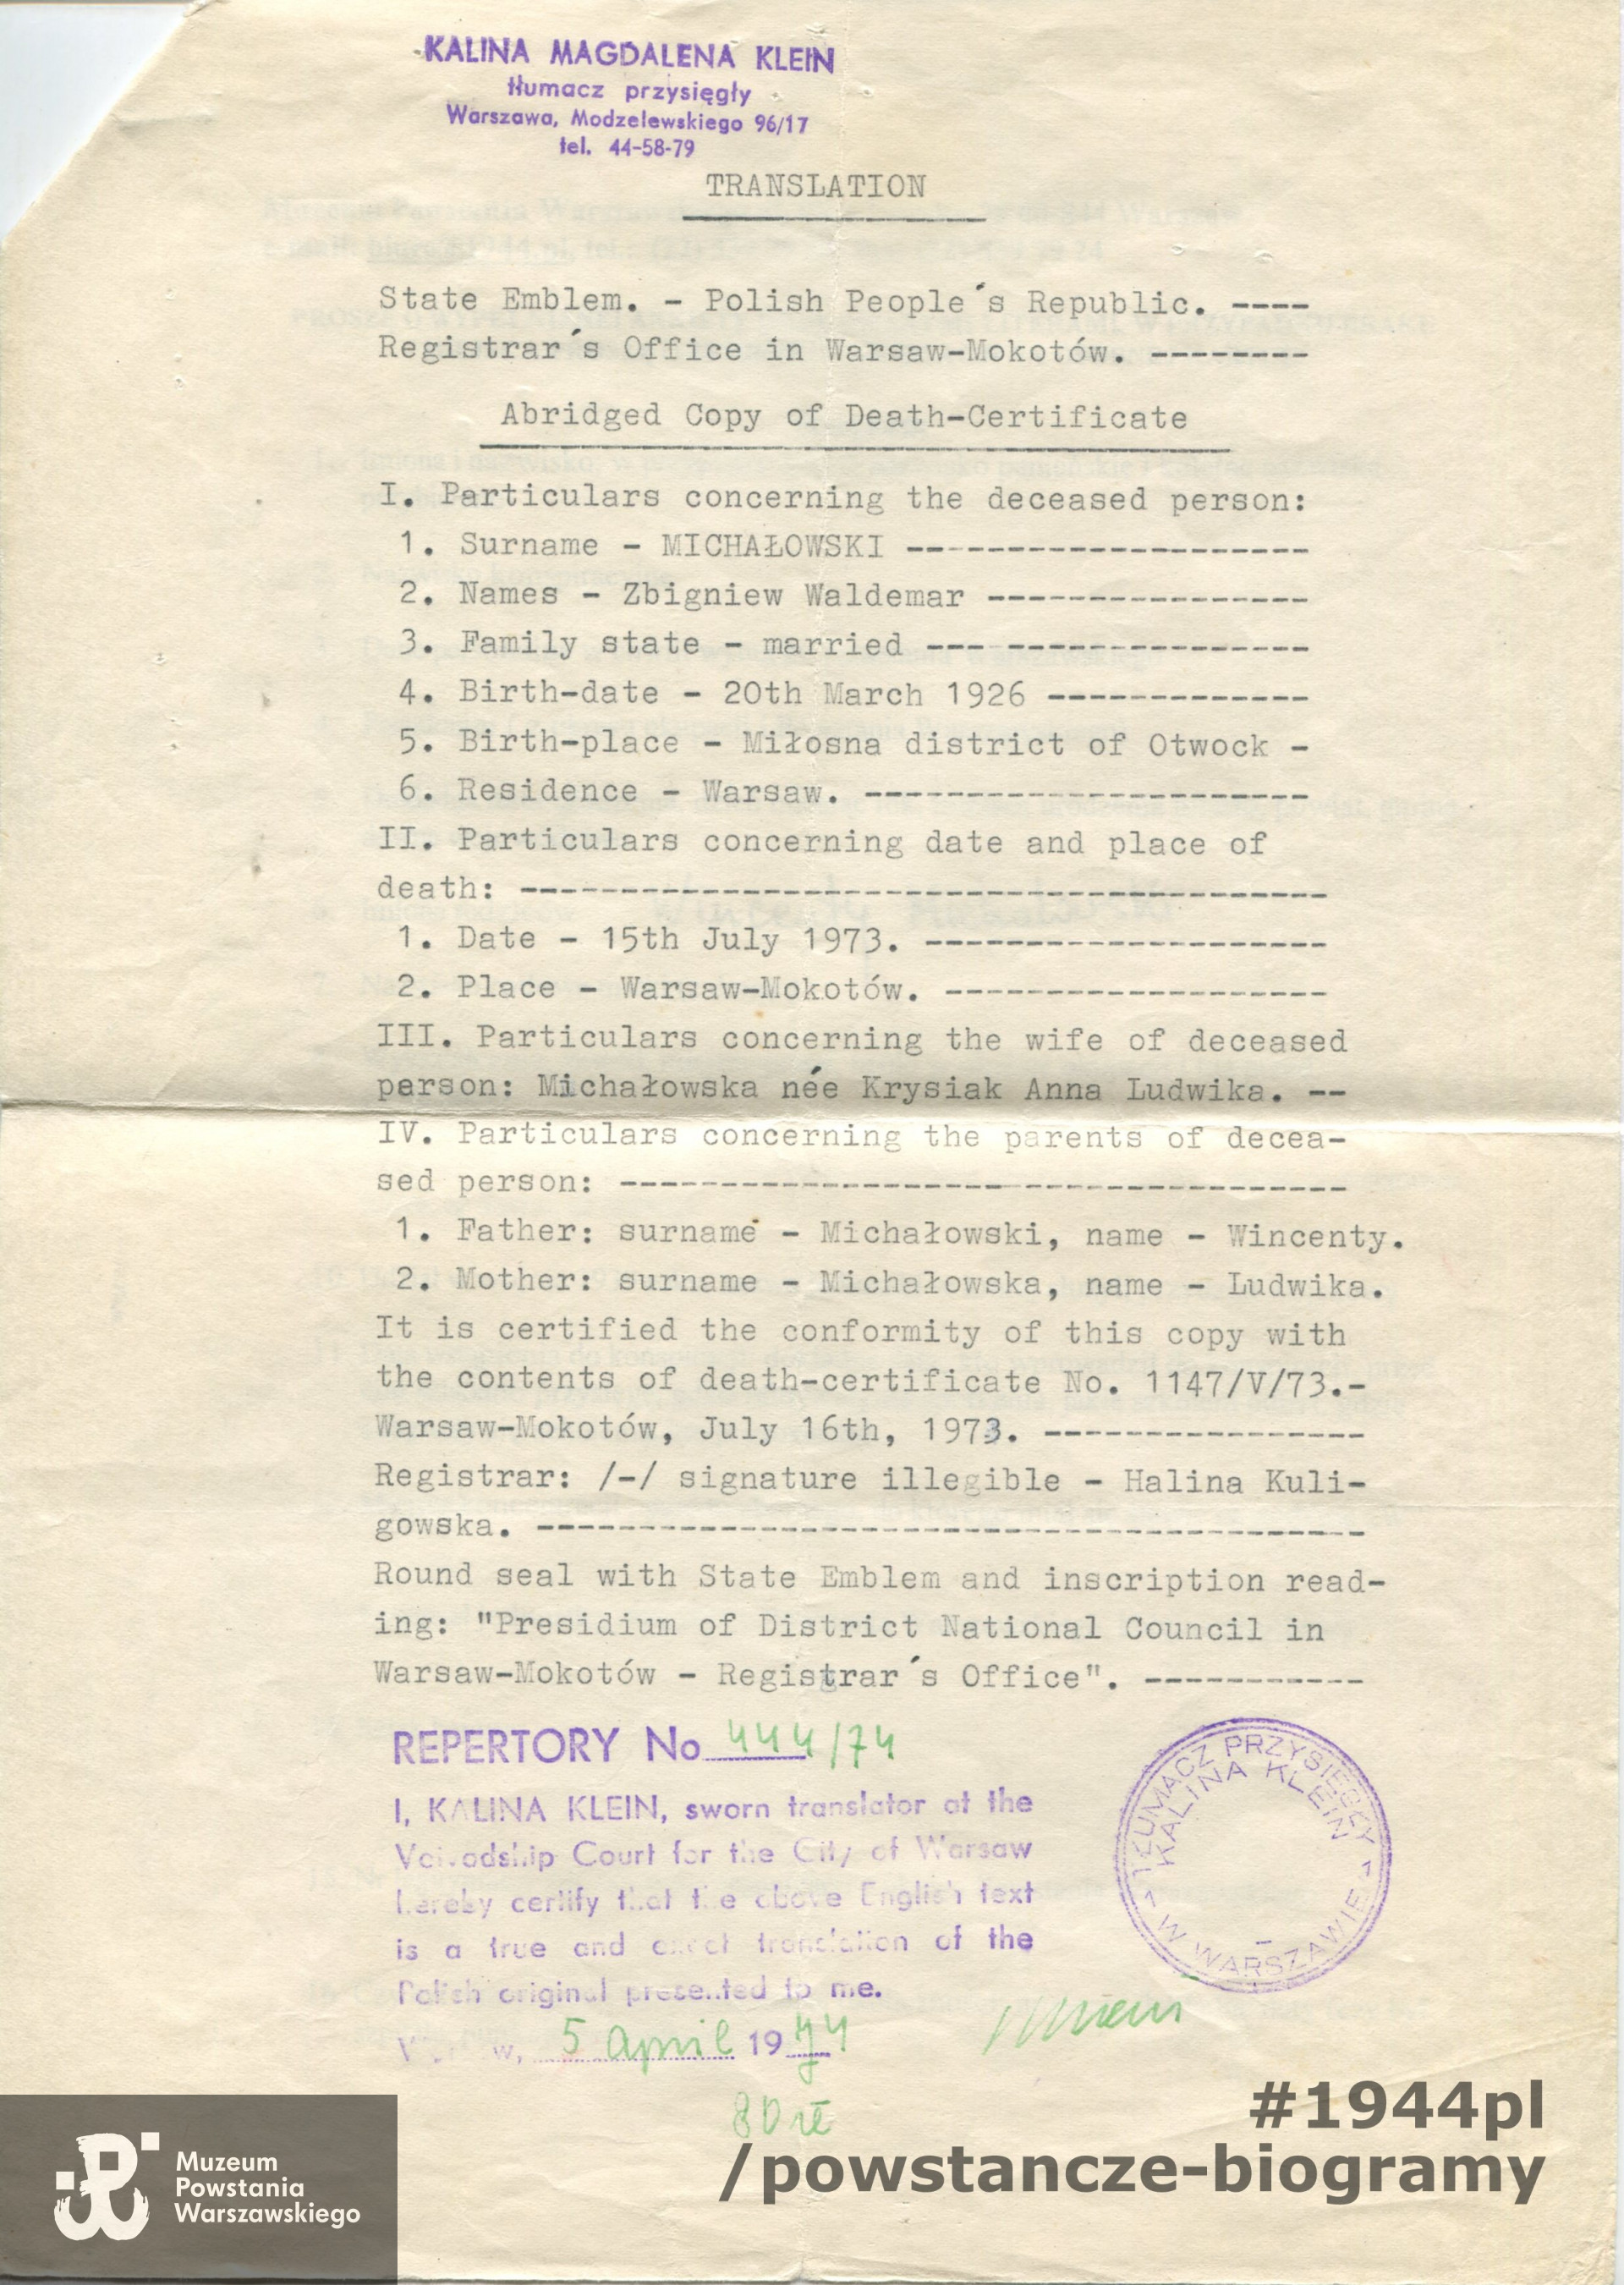 KALINA MAGDALENA KLEIN
tłumacz przysięgły
Warszawa, Modzelewskiego 96/17
tel. 44-58-79
TRANSLATION
State Emblem. - Polish People´s Republic. ----
Registrar´s Office in Warsaw-Mokotów. --------
Abridged Copy of Death-Certificate
I. Particulars concerning the deceased person:
1. Surname - MICHAŁOWSKI --------------------
2. Names - Zbigniew Waldemar ----------------
3. Family state - married --- ---------------
4. Birth-date - 20th March 1926 -------------
5. Birth-place - Miłosna district of Otwock -
6. Residence - Warsaw. ----------------------
II. Particulars concerning date and place of
death: ----------------------------------------
1. Date - 15th July 1973. --------------------
2. Place - Warsaw-Mokotów. -------------------
III. Particulars concerning the wife of deceased
person: Michałowska née Krysiak Anna Ludwika. --
IV. Particulars concerning the parents of decea-
sed person: ------------------------------------
1. Father: surname - Michałowski, name - Wincenty.
2. Mother: surname - Michałowska, name - Ludwika.
It is certified the conformity of this copy with
the contents of death-certificate No. 1147/V/73.-
Warsaw-Mokotów, July 16th, 1973. ----------------
Registrar: /-/ signature illegible - Halina Kuli-
gowska. -----------------------------------------
Round seal with State Emblem and inscription read-
ing: "Presidium of District National Council in
Warsaw-Mokotów - Registrar´s Office". -----------
REPERTORY No 444/74
I, KALINA KLEIN, sworn translator at the
Voivodship Court for the City of Warsaw
hereby certify that the above English text
is a true and exact translation of the
Polish original presented to me.
Warsaw, 5 April 1974
80 zł
TŁUMACZ PRZYSIĘGŁY
KALINA KLEIN
W WARSZAWIE
#1944pl
/powstancze-biogramy
Muzeum
Powstania
Warszawskiego